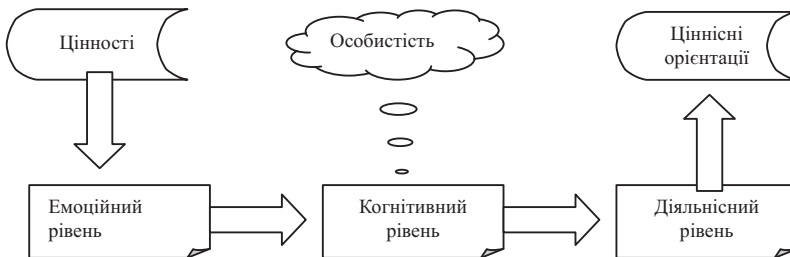 Цінності
Особистість
Ціннісні
орієнтації
Емоційний
рівень
Когнітивний
рівень
Діяльнісний
рівень